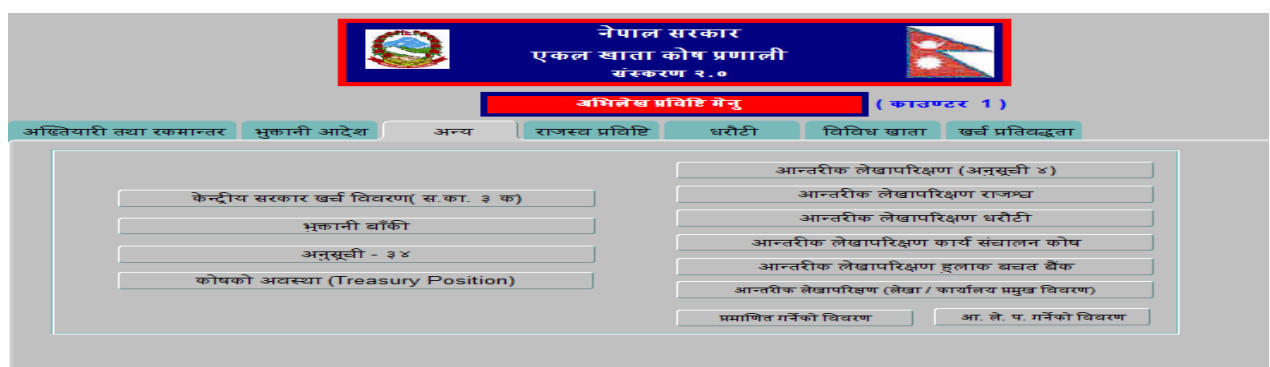 नेपाल सरकार
एकल खाता कोष प्रणाली
संस्करण २.०
अभिलेख प्रविष्टि मेनु
( काउण्टर 1 )
अख्तियारी तथा रकमान्तर भुक्तानी आदेश अन्य राजस्व प्रविष्टि धरौटी विविध खाता खर्च प्रतिवद्धता
केन्द्रीय सरकार खर्च विवरण( स.का. ३ क)
भुक्तानी बाँकी
अनुसूची - ३४
कोषको अवस्था (Treasury Position)
आन्तरीक लेखापरिक्षण (अनुसूची ४)
आन्तरीक लेखापरिक्षण राजश्व
आन्तरीक लेखापरिक्षण धरौटी
आन्तरीक लेखापरिक्षण कार्य संचालन कोष
आन्तरीक लेखापरिक्षण हुलाक बचत बैंक
आन्तरीक लेखापरिक्षण (लेखा / कार्यालय प्रमुख विवरण)
प्रमाणित गर्नेको विवरण आ. ले. प. गर्नेको विवरण